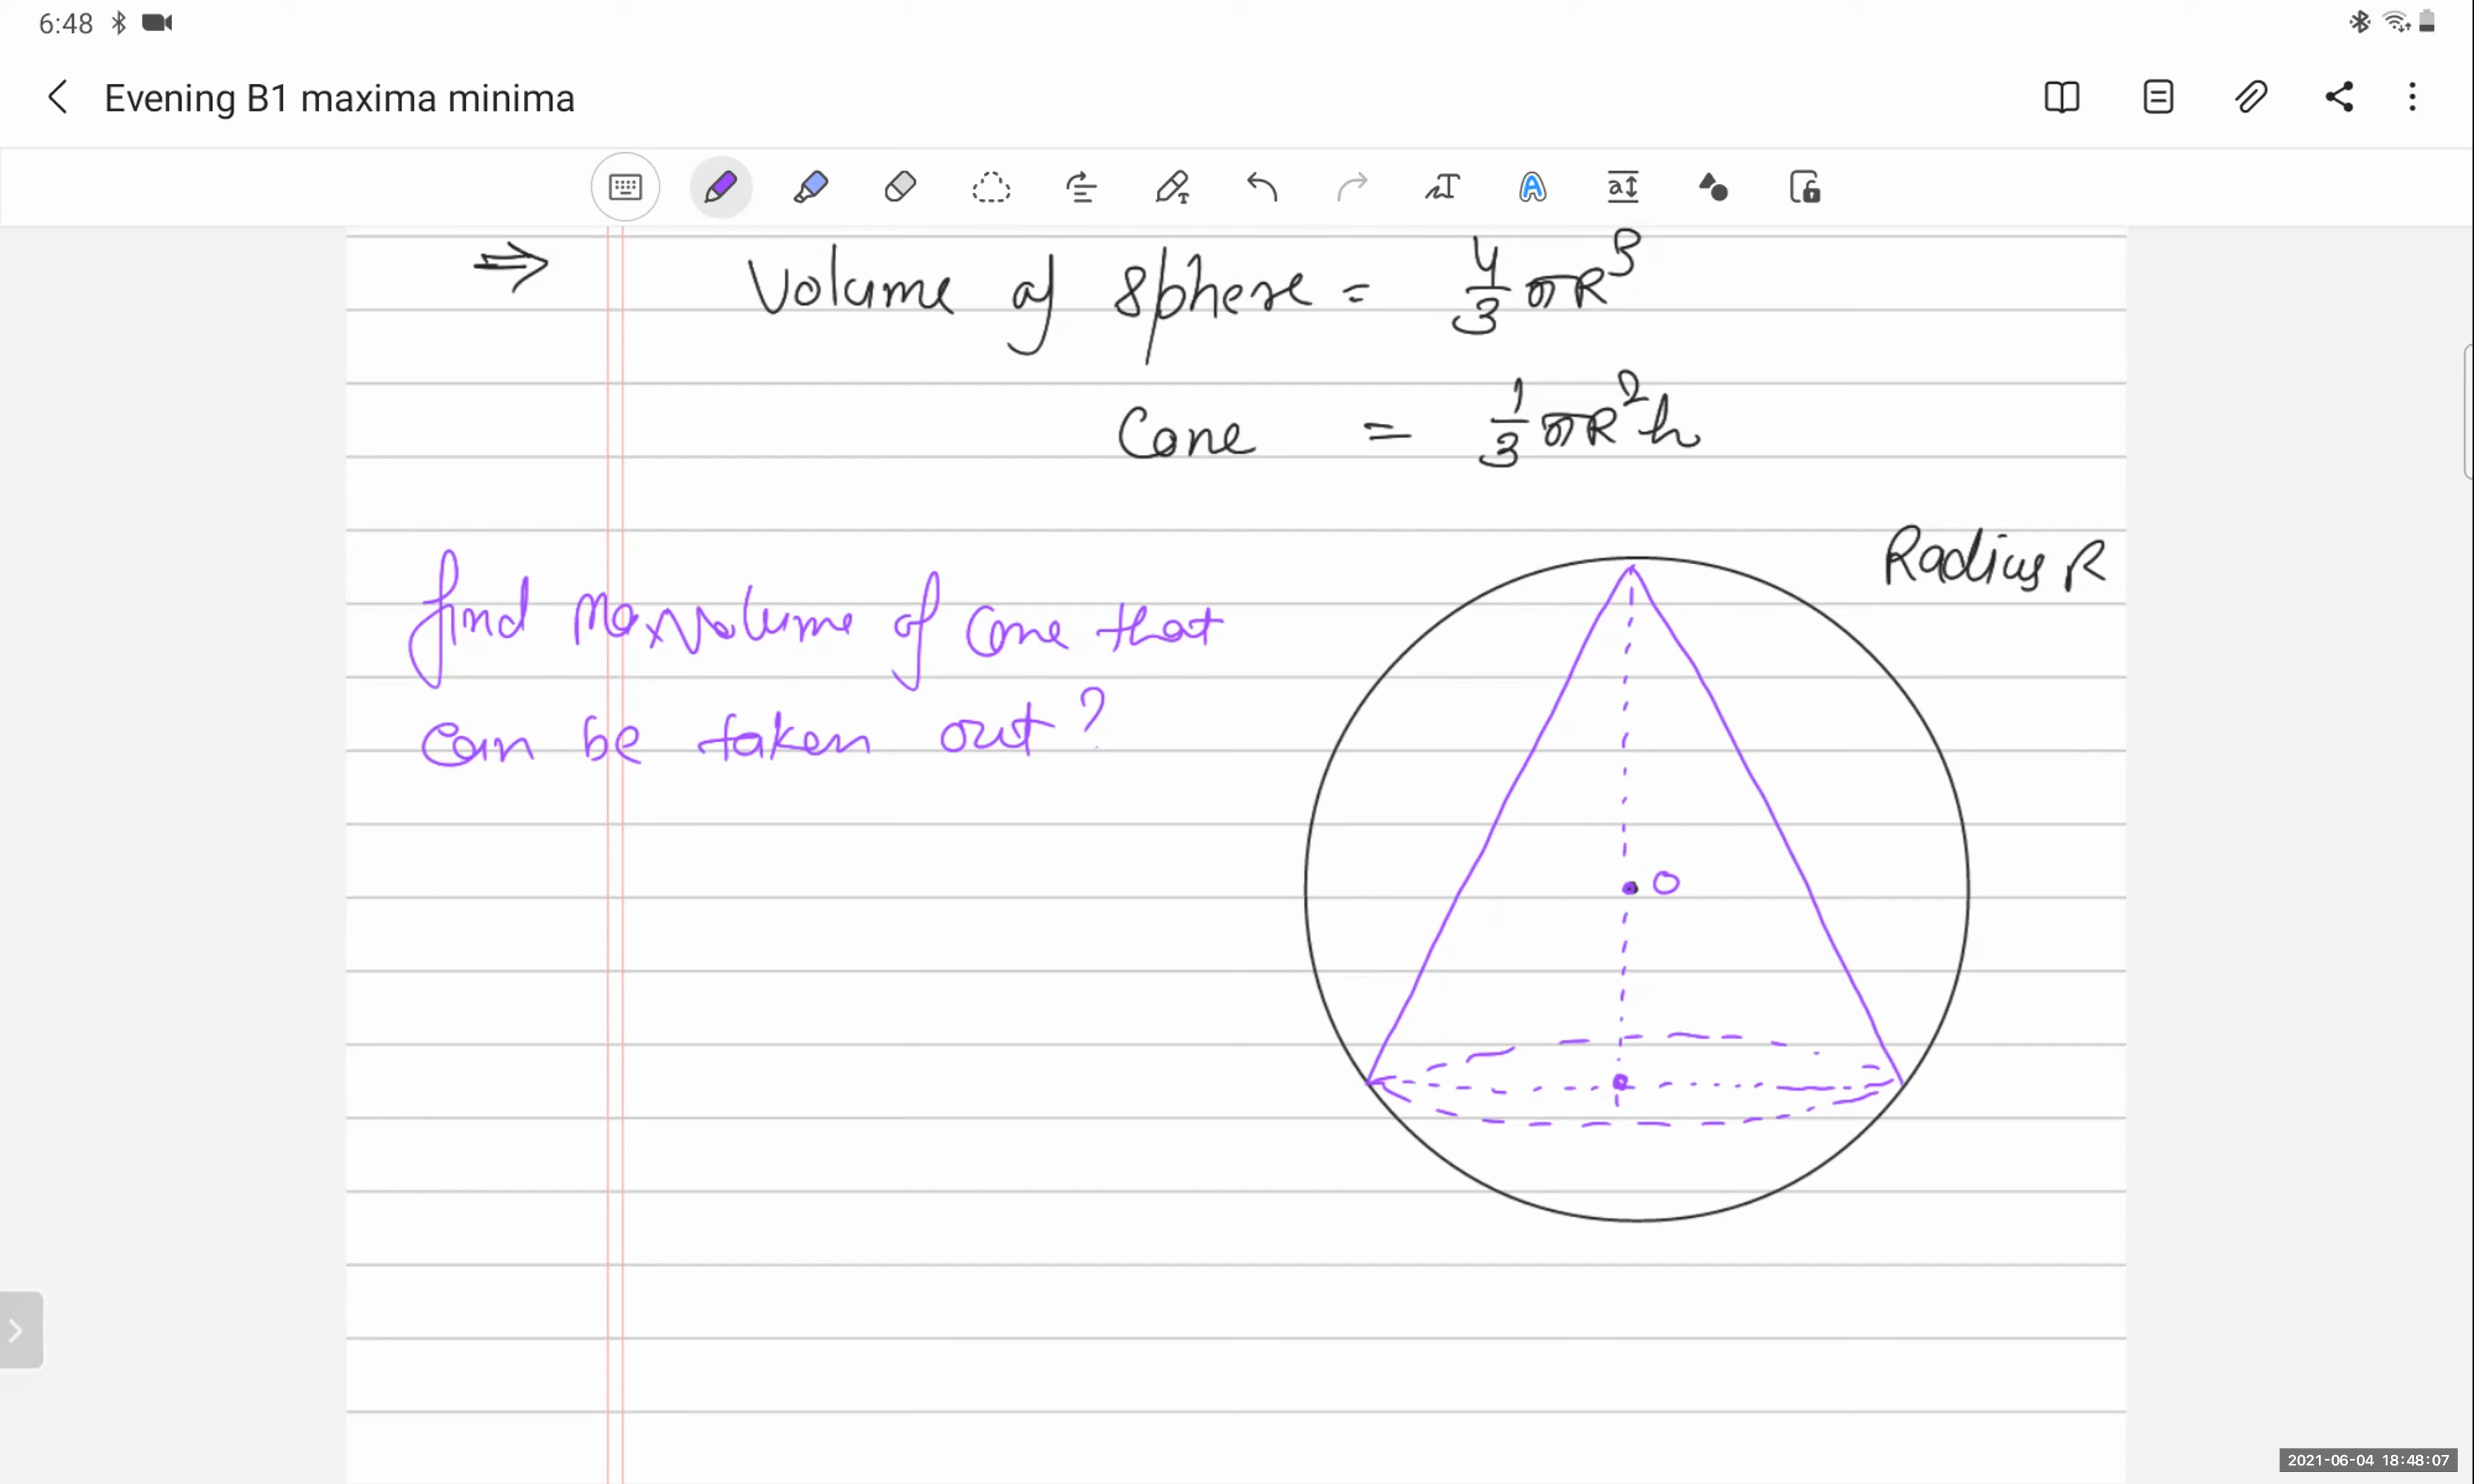 6:48
Evening B1 maxima minima
⇒ Volume of Sphere = 4/3 πR³
Cone = 1/3 πR²h
Radius R
find Max Volume of Cone that
can be taken out?
O
2021-06-04 18:48:07